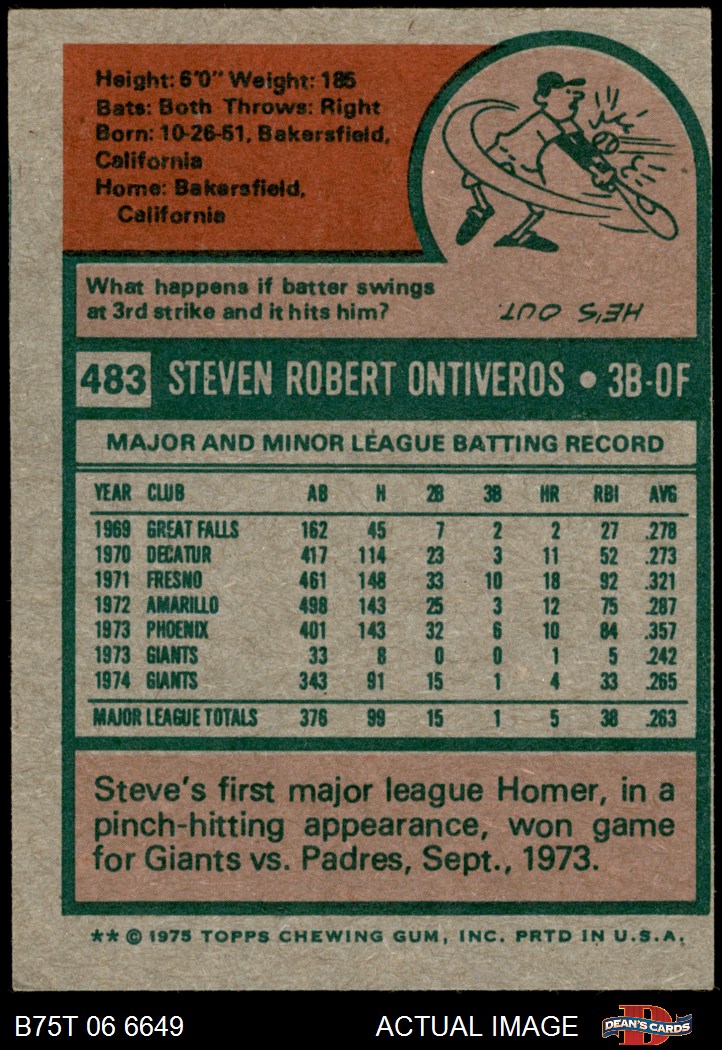 Height: 6'0" Weight: 185
Bats: Both Throws: Right
Born: 10-26-51, Bakersfield,
California
Home: Bakersfield,
California
What happens if batter swings
at 3rd strike and it hits him?
HE'S OUT.
483 STEVEN ROBERT ONTIVEROS • 3B-OF
MAJOR AND MINOR LEAGUE BATTING RECORD
YEAR CLUB AB H 2B 3B HR RBI AVG
1969 GREAT FALLS 162 45 7 2 2 27 .278
1970 DECATUR 417 114 23 3 11 52 .273
1971 FRESNO 461 148 33 10 18 92 .321
1972 AMARILLO 498 143 25 3 12 75 .287
1973 PHOENIX 401 143 32 6 10 84 .357
1973 GIANTS 33 8 0 0 1 5 .242
1974 GIANTS 343 91 15 1 4 33 .265
MAJOR LEAGUE TOTALS 376 99 15 1 5 38 .263
Steve's first major league Homer, in a
pinch-hitting appearance, won game
for Giants vs. Padres, Sept., 1973.
** © 1975 TOPPS CHEWING GUM, INC. PRTD IN U.S.A.
B75T 06 6649 ACTUAL IMAGE D DEAN'S CARDS